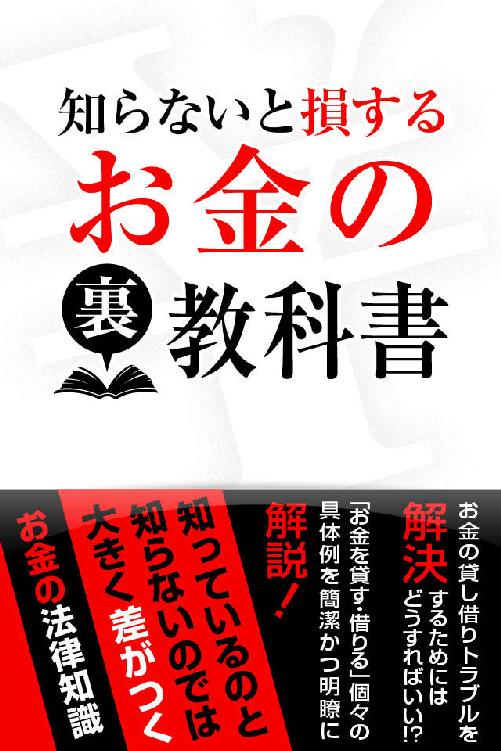 知らないと損する
お金の
裏教科書
お金の貸し借りトラブルを
解決するためには
どうすればいい!?
「お金を貸す・借りる」個々の
具体例を簡潔かつ明瞭に
解説!
知っているのと
知らないのでは
大きく差がつく
お金の法律知識